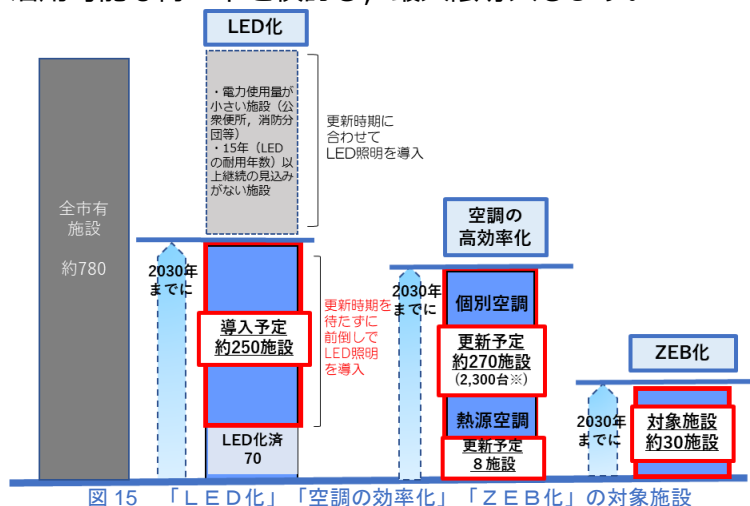 LED化
・電力使用量が
小さい施設（公
衆便所，消防分
団等）
・15年（LED
の耐用年数）以
上継続の見込み
がない施設
更新時期に
合わせて
LED照明を導入
全市有
施設
約780
2030年
までに
導入予定
約250施設
更新時期を
待たずに
前倒しで
LED照明
を導入
LED化済
70
空調の
高効率化
2030年
までに
個別空調
更新予定
約270施設
(2,300台※)
熱源空調
更新予定
８施設
ZEB化
2030年
までに
対象施設
約30施設
図 15　「ＬＥＤ化」「空調の効率化」「ＺＥＢ化」の対象施設